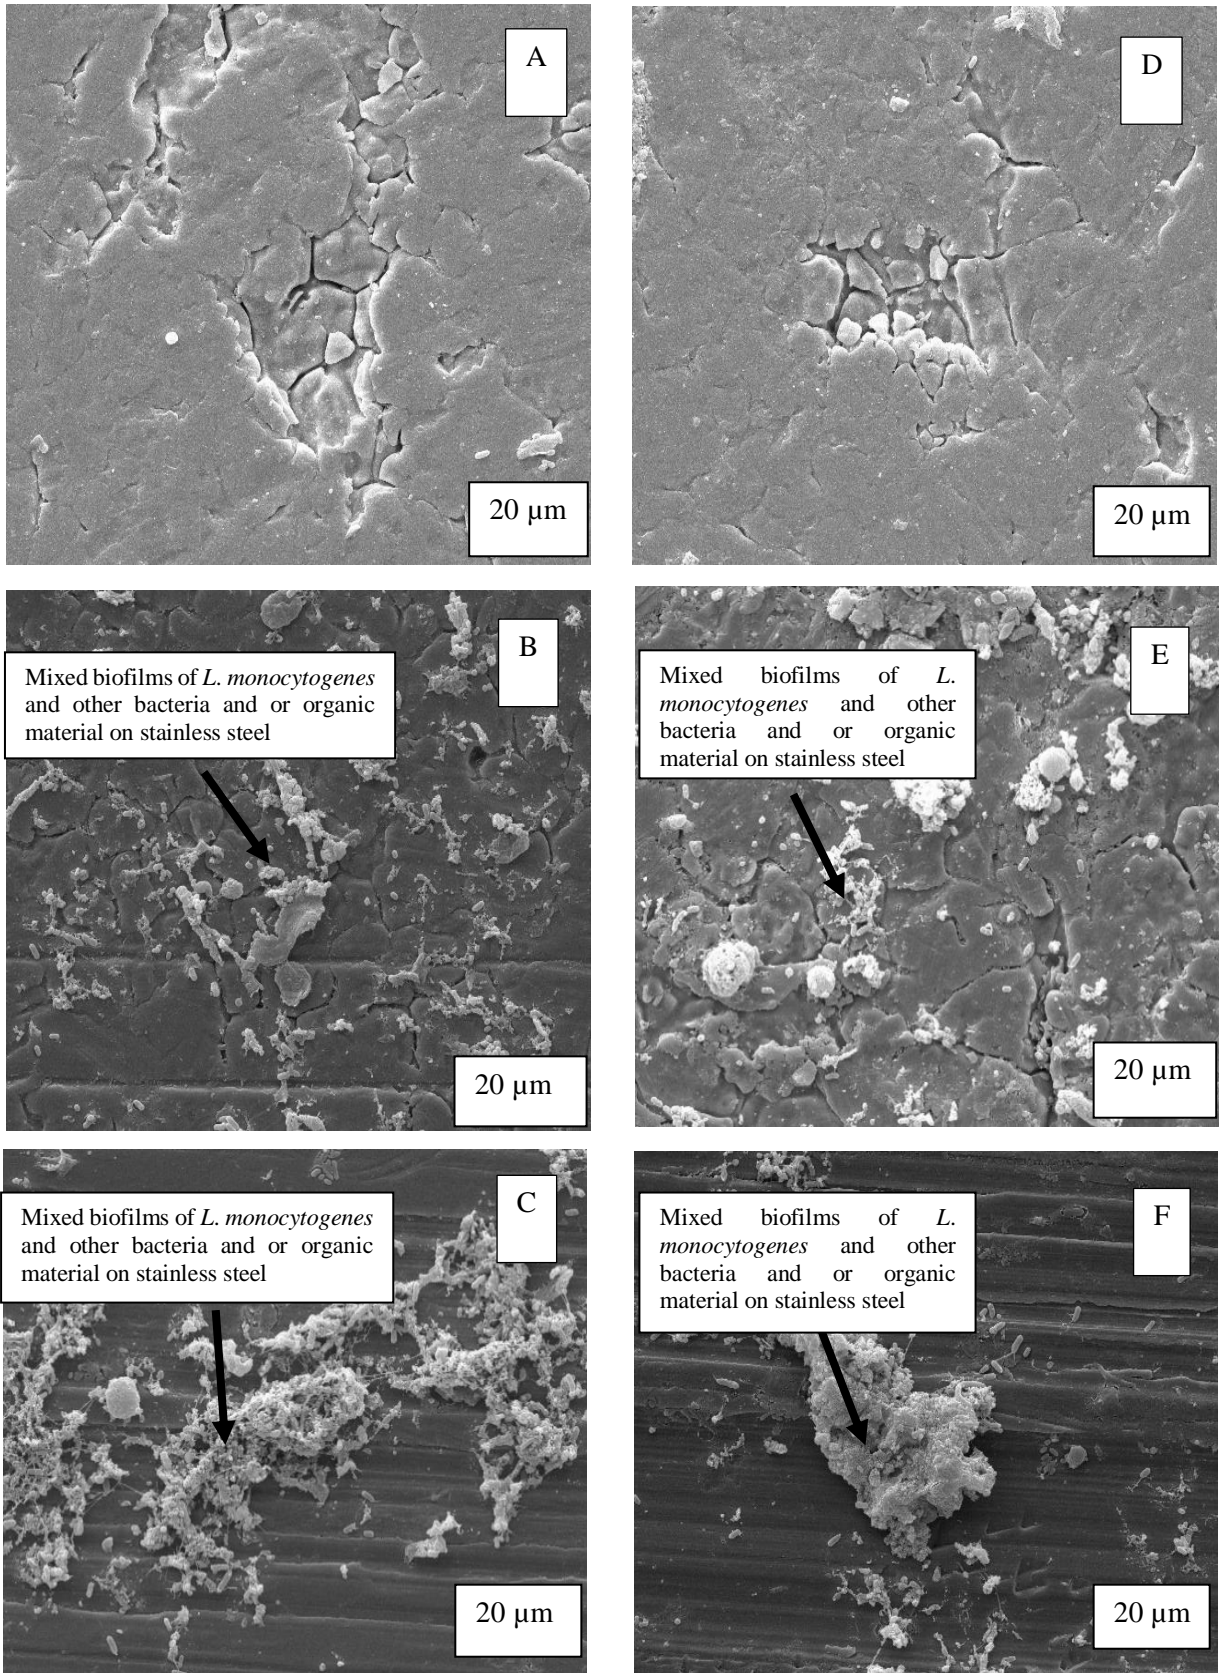 A
20 µm
D
20 µm
B
Mixed biofilms of L. monocytogenes
and other bacteria and or organic
material on stainless steel
20 µm
E
Mixed biofilms of L.
monocytogenes and other
bacteria and or organic
material on stainless steel
20 µm
C
Mixed biofilms of L. monocytogenes
and other bacteria and or organic
material on stainless steel
20 µm
F
Mixed biofilms of L.
monocytogenes and other
bacteria and or organic
material on stainless steel
20 µm